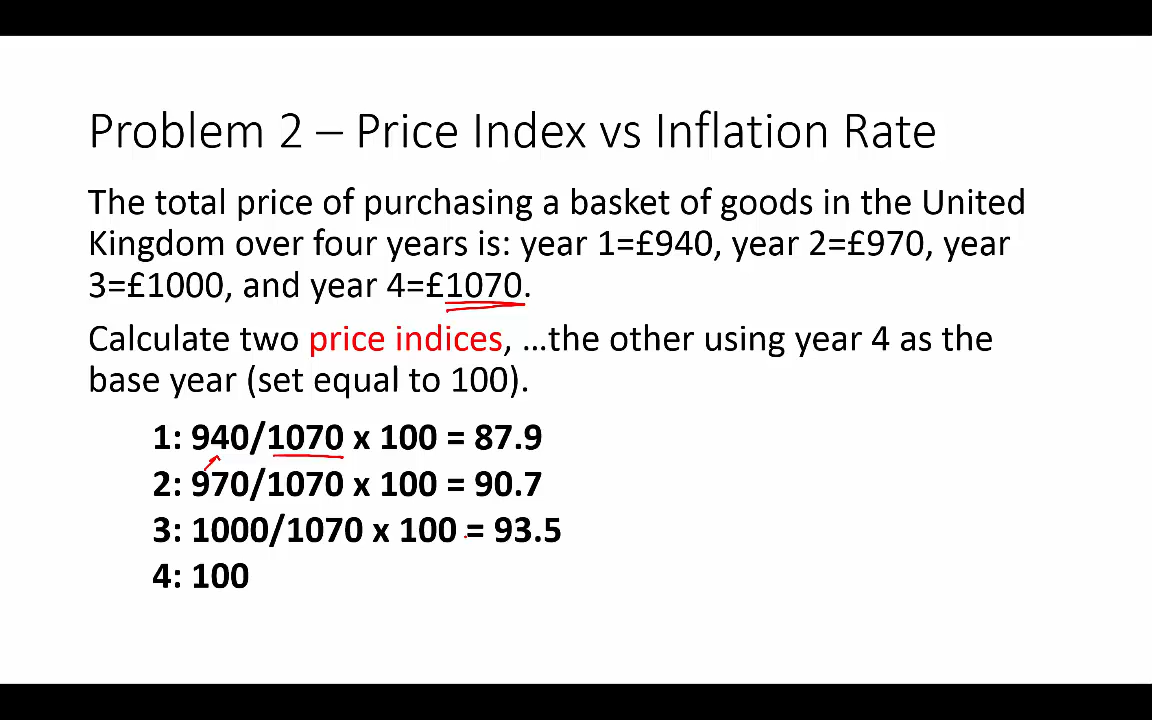 Problem 2 – Price Index vs Inflation Rate
The total price of purchasing a basket of goods in the United
Kingdom over four years is: year 1=£940, year 2=£970, year
3=£1000, and year 4=£1070.
Calculate two price indices, …the other using year 4 as the
base year (set equal to 100).
1: 940/1070 x 100 = 87.9
2: 970/1070 x 100 = 90.7
3: 1000/1070 x 100 = 93.5
4: 100